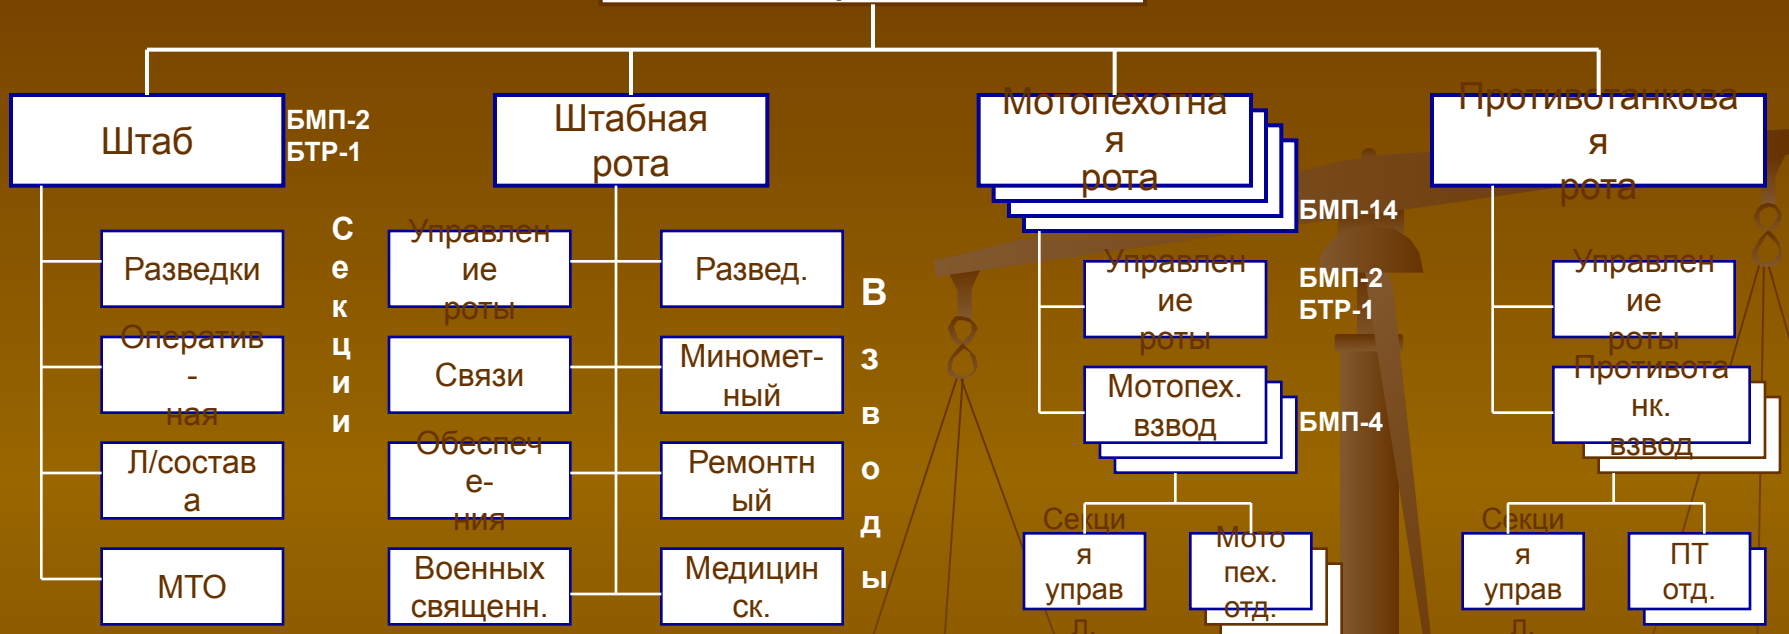 Штаб
БМП-2
БТР-1
Штабная
рота
Мотопехотна
я
рота
Противотанкова
я
рота
БМП-14
Секции
Разведки
Оператив
-
ная
Л/состав
а
МТО
Управлен
ие
роты
Связи
Обеспеч
е-
ния
Военных
священн.
Развед.
Миномет-
ный
Ремонтн
ый
Медицин
ск.
Взводы
Управлен
ие
роты
БМП-2
БТР-1
Мотопех.
взвод
БМП-4
Секци
я
управ
л.
Мото
пех.
отд.
Управлен
ие
роты
Противота
нк.
взвод
Секци
я
управ
л.
ПТ
отд.